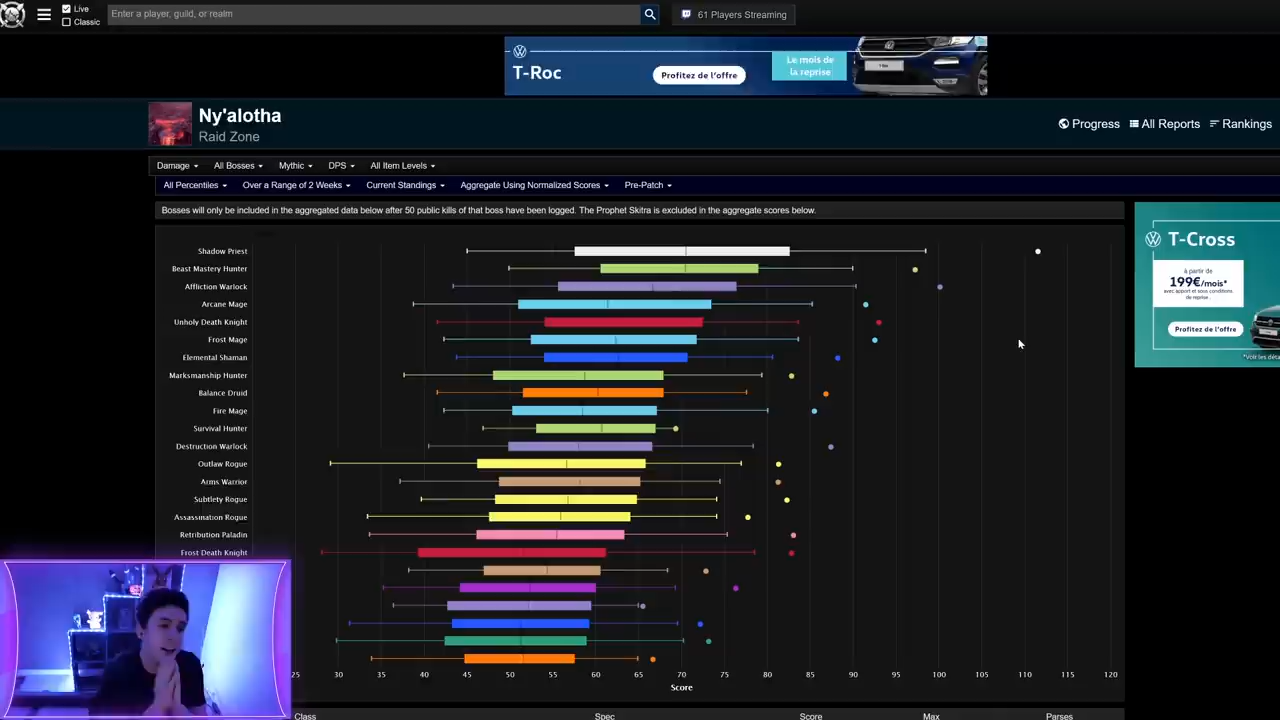 Live
Classic
Enter a player, guild, or realm
61 Players Streaming
T-Roc
Profitez de l'offre
Le mois de
la reprise
Ny'alotha
Raid Zone
Progress
All Reports
Rankings
Damage
All Bosses
Mythic
DPS
All Item Levels
All Percentiles
Over a Range of 2 Weeks
Current Standings
Aggregate Using Normalized Scores
Pre-Patch
Bosses will only be included in the aggregated data below after 50 public kills of that boss have been logged. The Prophet Skitra is excluded in the aggregate scores below.
T-Cross
à partir de
199€/mois*
Profitez de l'offre
Shadow Priest
Beast Mastery Hunter
Affliction Warlock
Arcane Mage
Unholy Death Knight
Frost Mage
Elemental Shaman
Marksmanship Hunter
Balance Druid
Fire Mage
Survival Hunter
Destruction Warlock
Outlaw Rogue
Arms Warrior
Subtlety Rogue
Assassination Rogue
Retribution Paladin
Frost Death Knight
25 30 35 40 45 50 55 60 65 70 75 80 85 90 95 100 105 110 115 120
Score
Class Spec Score Max Parses